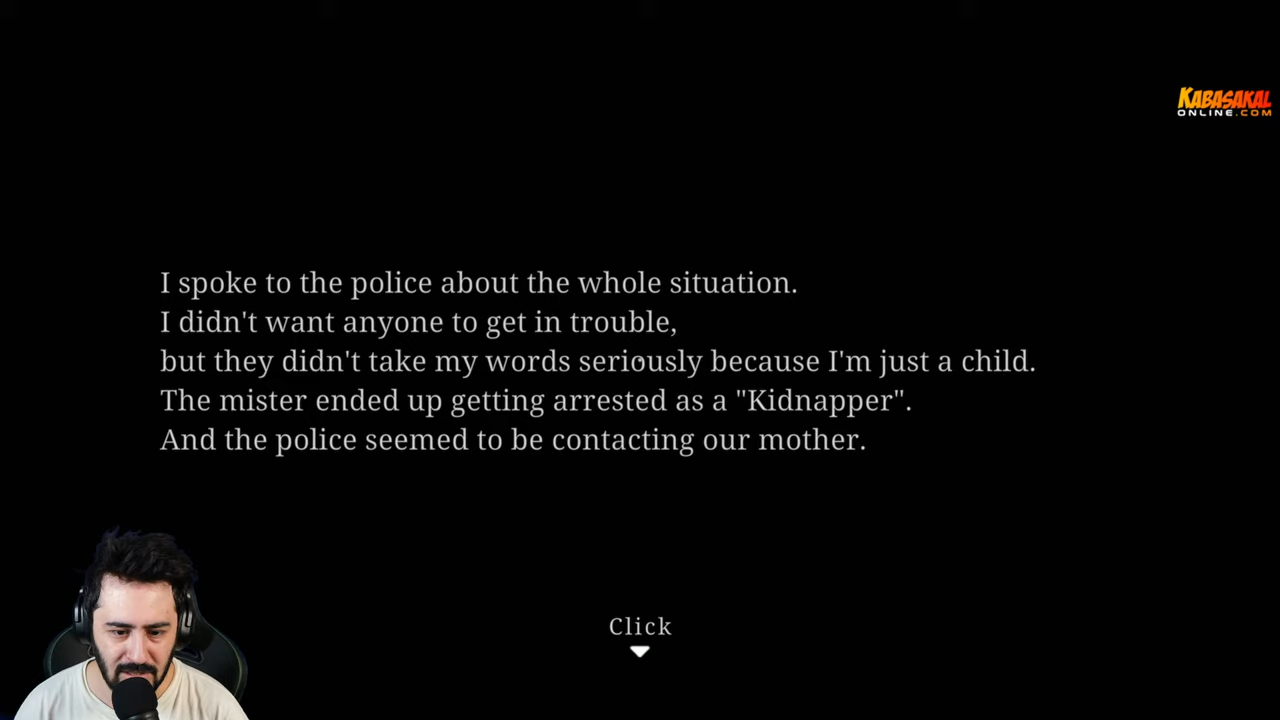 KABASAKAL
ONLINE.COM
I spoke to the police about the whole situation.
I didn't want anyone to get in trouble,
but they didn't take my words seriously because I'm just a child.
The mister ended up getting arrested as a "Kidnapper".
And the police seemed to be contacting our mother.
Click